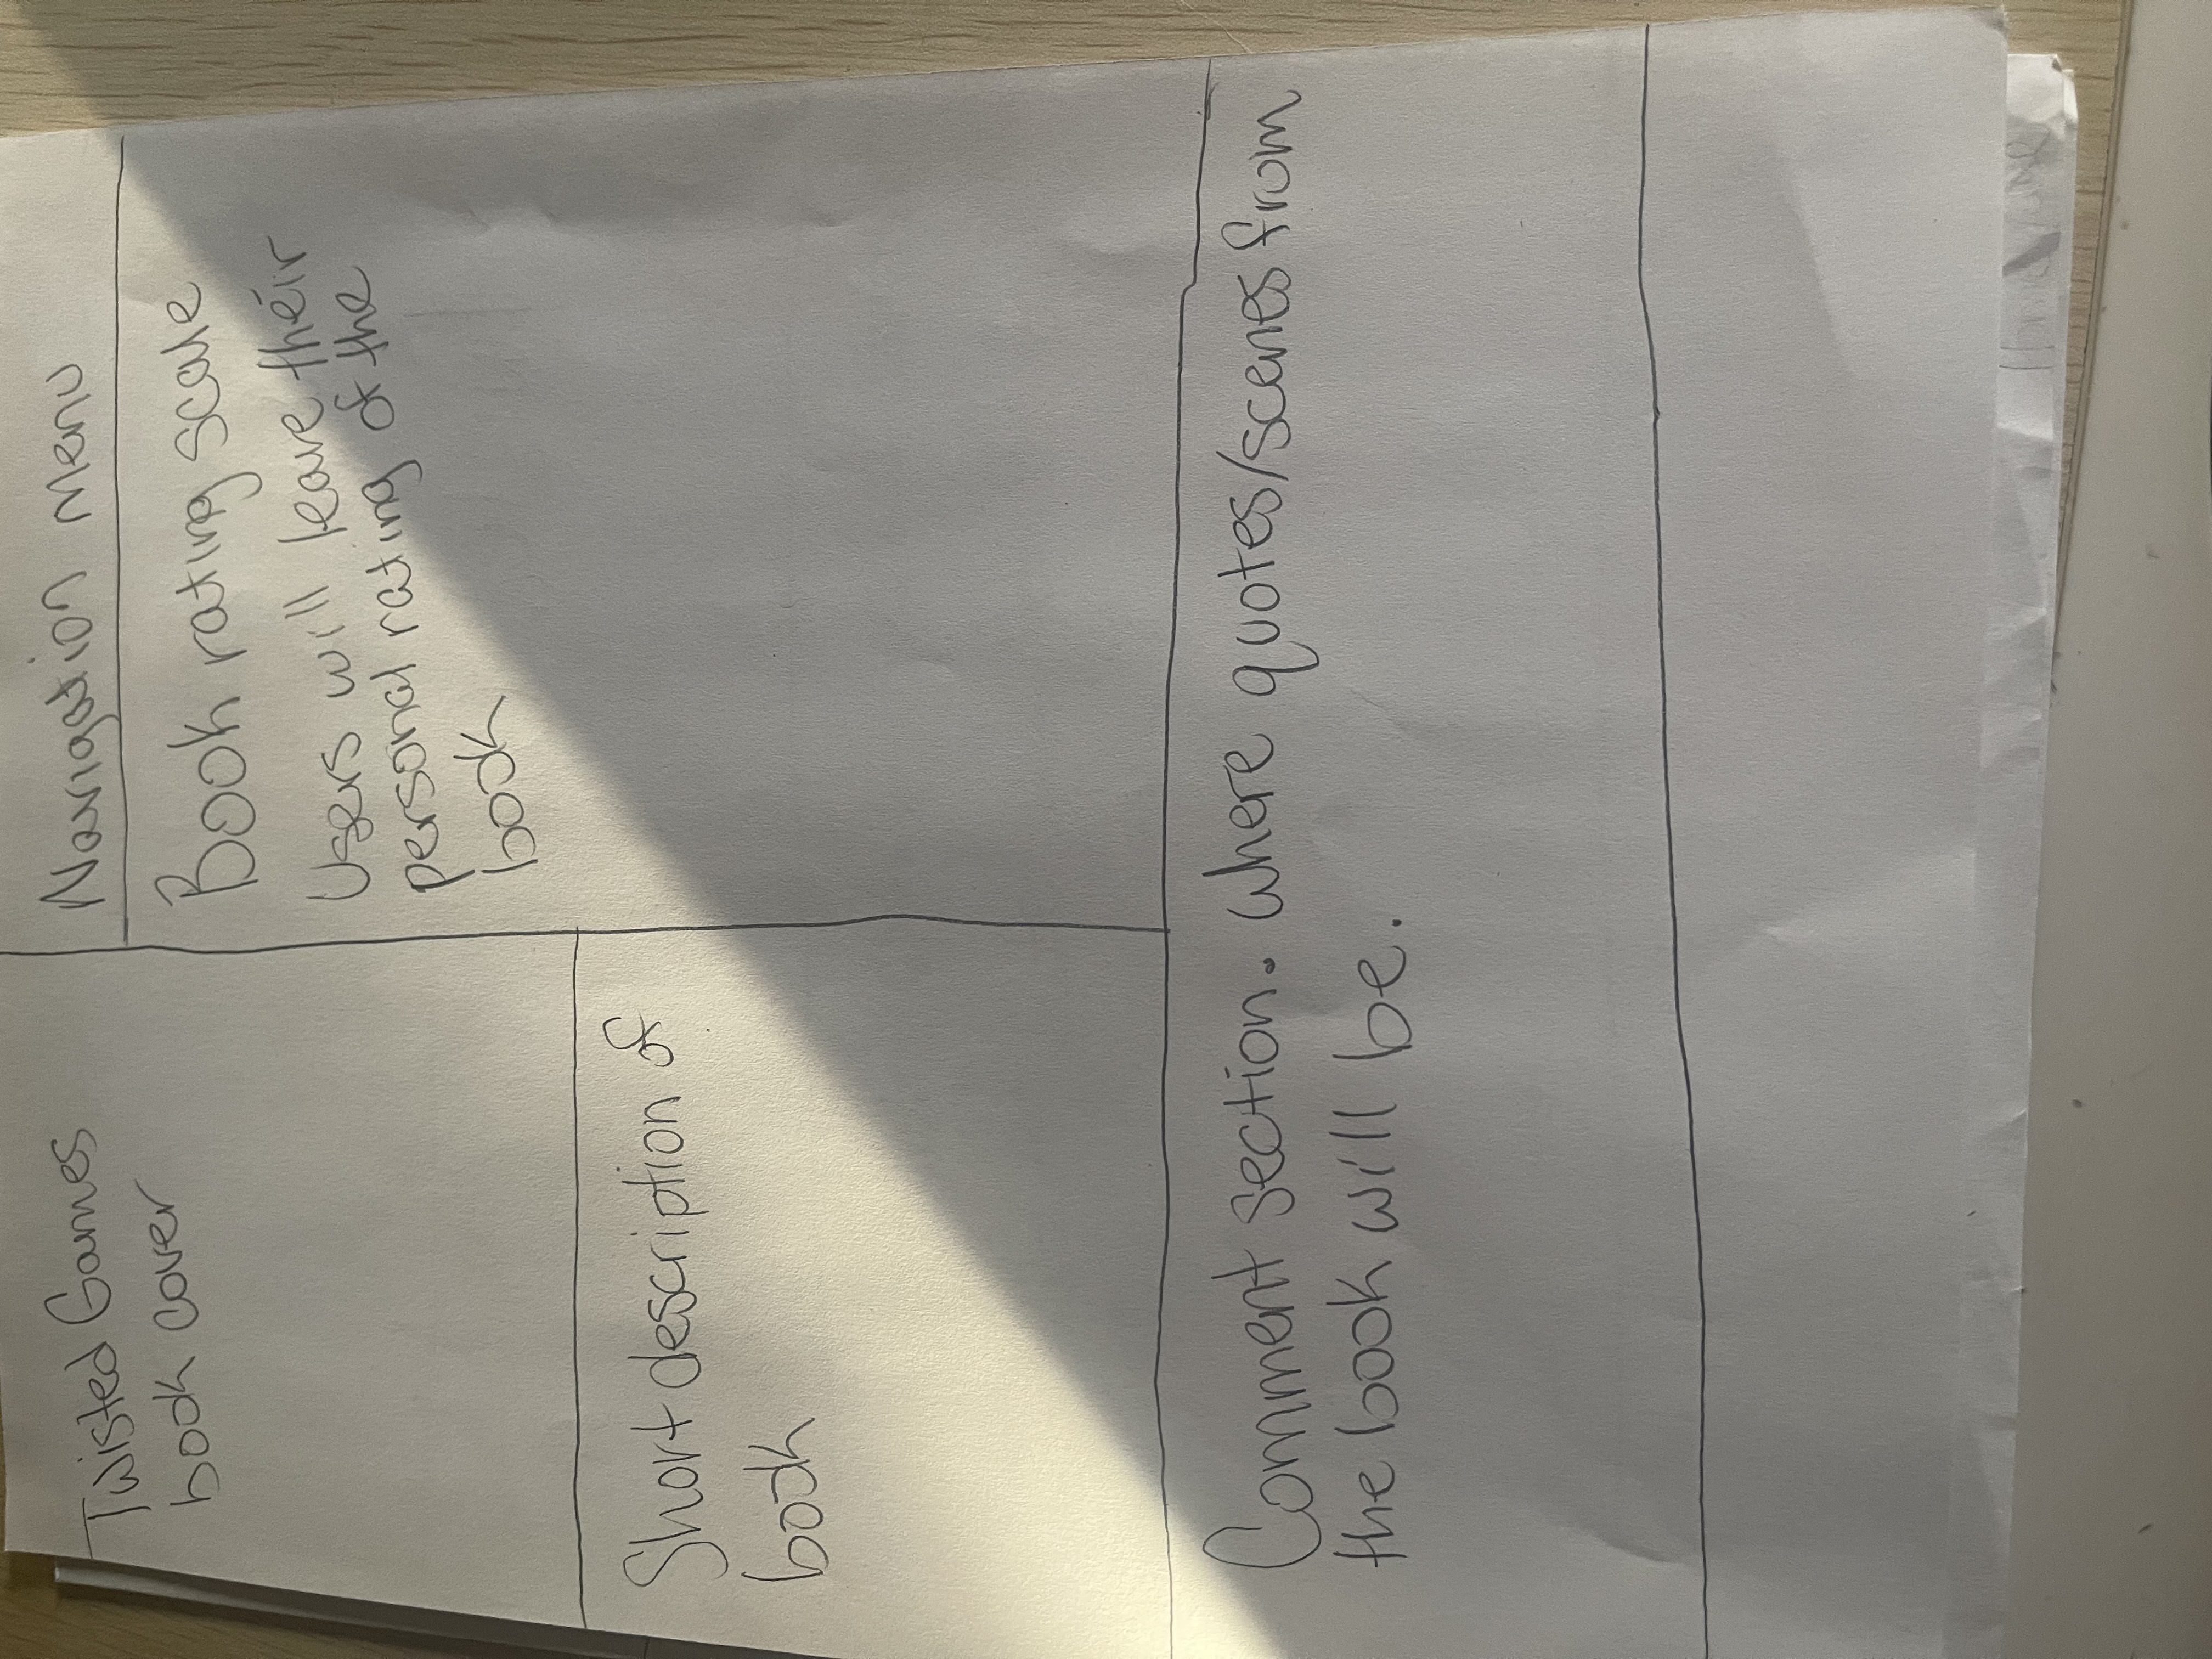 Twisted Games
book cover
Navigation Menu
Book rating scale
Users will leave their
personal rating of the
book
Short description of
book
Comment section. Where quotes/scenes from
the book will be.